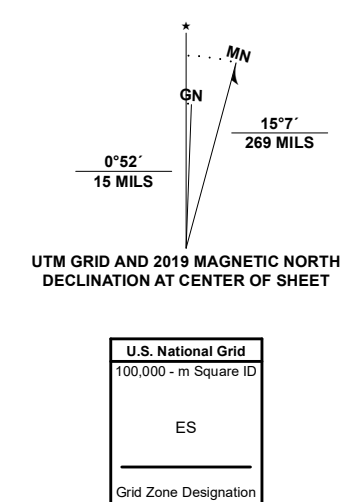 MN
GN
15°7´
269 MILS
0°52´
15 MILS
UTM GRID AND 2019 MAGNETIC NORTH
DECLINATION AT CENTER OF SHEET
U.S. National Grid
100,000 - m Square ID
ES
Grid Zone Designation